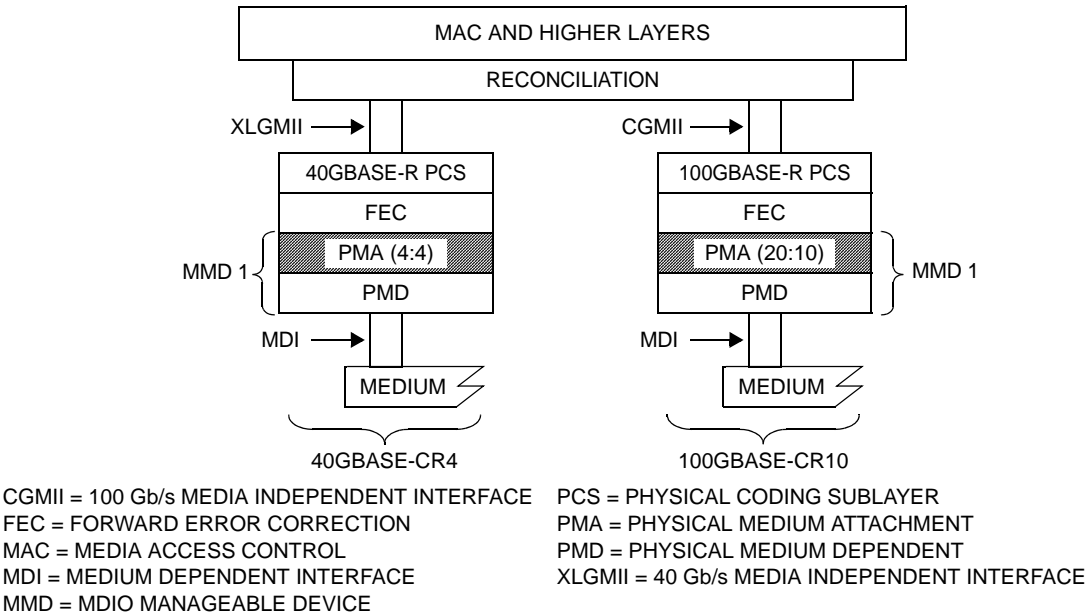 MAC AND HIGHER LAYERS
RECONCILIATION
XLGMII
CGMII
40GBASE-R PCS
100GBASE-R PCS
FEC
FEC
MMD 1
PMA (4:4)
PMA (20:10)
MMD 1
PMD
PMD
MDI
MDI
MEDIUM
MEDIUM
40GBASE-CR4
100GBASE-CR10
CGMII = 100 Gb/s MEDIA INDEPENDENT INTERFACE
FEC = FORWARD ERROR CORRECTION
MAC = MEDIA ACCESS CONTROL
MDI = MEDIUM DEPENDENT INTERFACE
MMD = MDIO MANAGEABLE DEVICE
PCS = PHYSICAL CODING SUBLAYER
PMA = PHYSICAL MEDIUM ATTACHMENT
PMD = PHYSICAL MEDIUM DEPENDENT
XLGMII = 40 Gb/s MEDIA INDEPENDENT INTERFACE